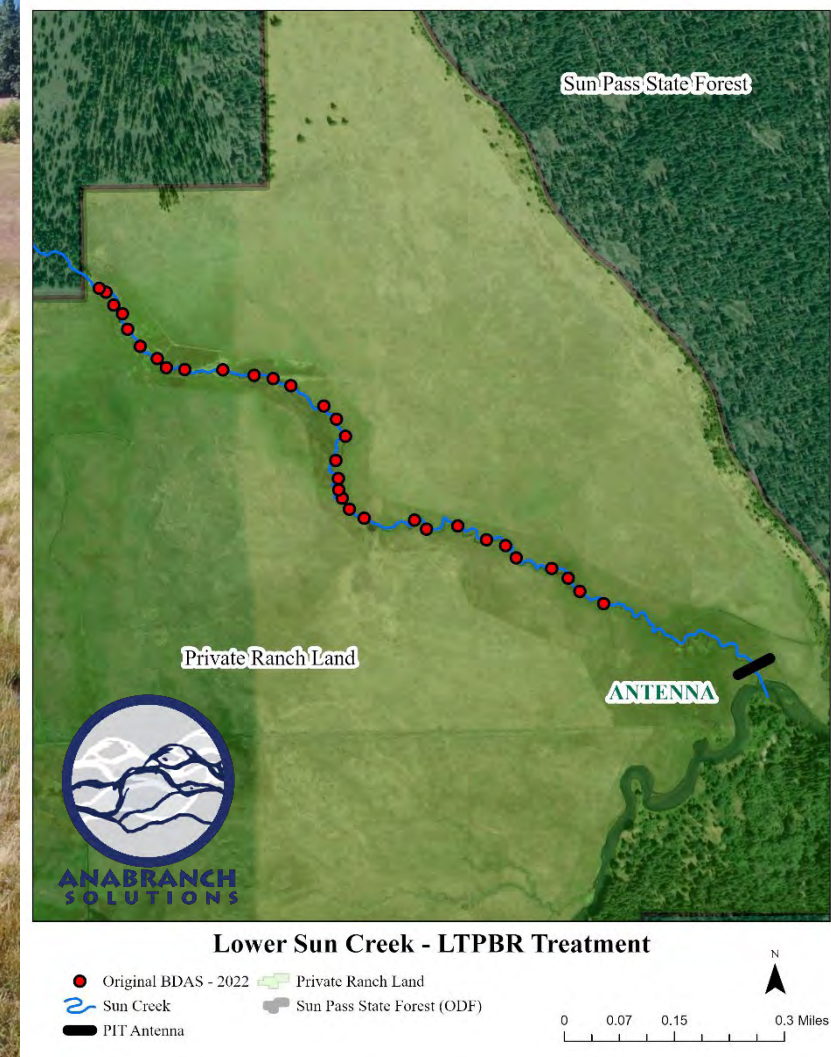 Sun Pass State Forest
Private Ranch Land
ANTENNA
ANABRANCH
SOLUTIONS
Lower Sun Creek - LTPBR Treatment
Original BDAS - 2022
Private Ranch Land
Sun Creek
Sun Pass State Forest (ODF)
PIT Antenna
N
0 0.07 0.15 0.3 Miles